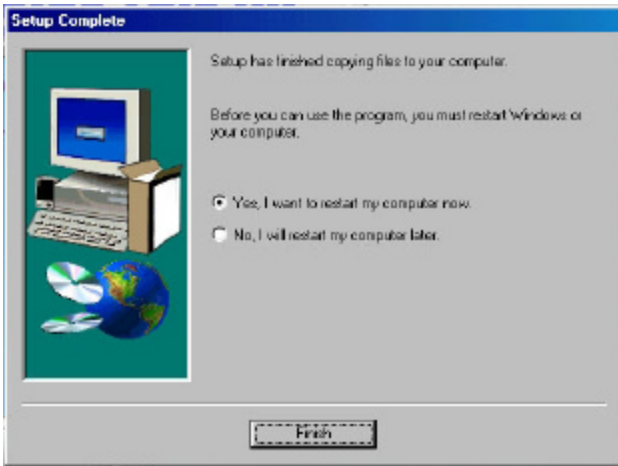 Setup Complete
Setup has finished copying files to your computer.
Before you can use the program, you must restart Windows or
your computer.
Yes, I want to restart my computer now.
No, I will restart my computer later.
Finish